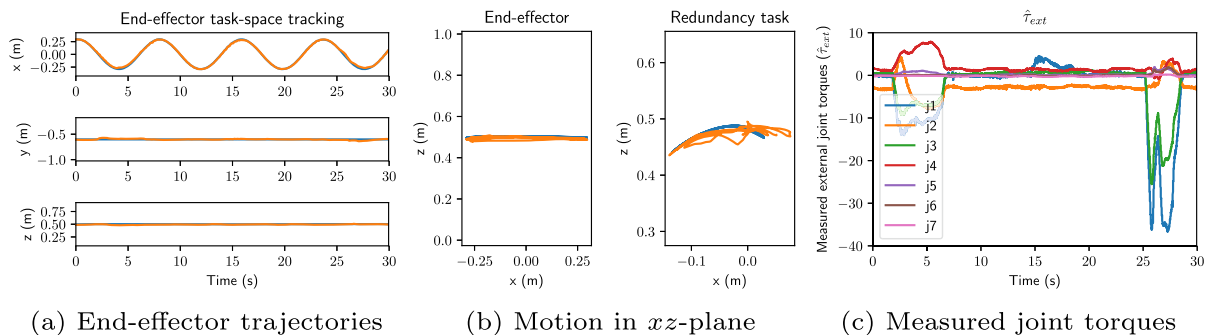 End-effector task-space tracking
x (m)
0.25
0.00
−0.25
0 5 10 15 20 25 30
y (m)
−0.5
−1.0
0 5 10 15 20 25 30
z (m)
0.75
0.50
0.25
0 5 10 15 20 25 30
Time (s)
(a) End-effector trajectories
End-effector
z (m)
1.0
0.8
0.6
0.4
0.2
0.0
−0.25 0.00 0.25
x (m)
Redundancy task
z (m)
0.6
0.5
0.4
0.3
−0.1 0.0
x (m)
(b) Motion in xz-plane
τ̂ext
Measured external joint torques (τ̂ext)
10
0
−10
−20
−30
−40
j1
j2
j3
j4
j5
j6
j7
0 5 10 15 20 25 30
Time (s)
(c) Measured joint torques